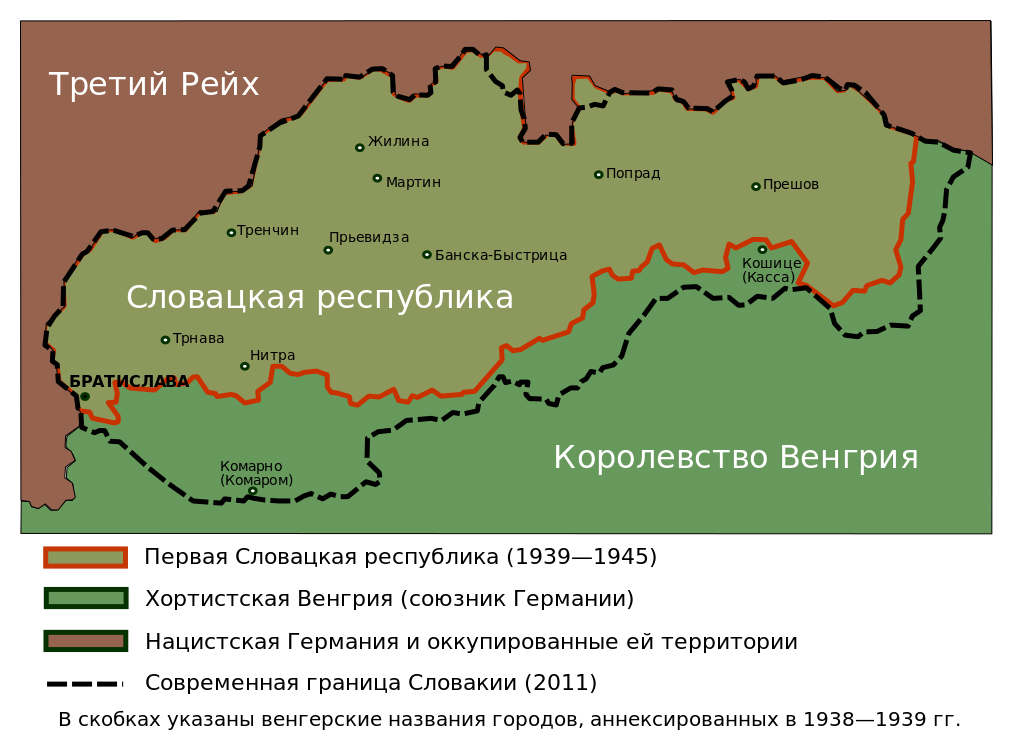 Третий Рейх
Жилина
Мартин
Попрад
Прешов
Тренчин
Прьевидза
Банска-Быстрица
Кошице
(Касса)
Словацкая республика
Трнава
Нитра
БРАТИСЛАВА
Королевство Венгрия
Комарно
(Комаром)
Первая Словацкая республика (1939—1945)
Хортистская Венгрия (союзник Германии)
Нацистская Германия и оккупированные ей территории
Современная граница Словакии (2011)
В скобках указаны венгерские названия городов, аннексированных в 1938—1939 гг.